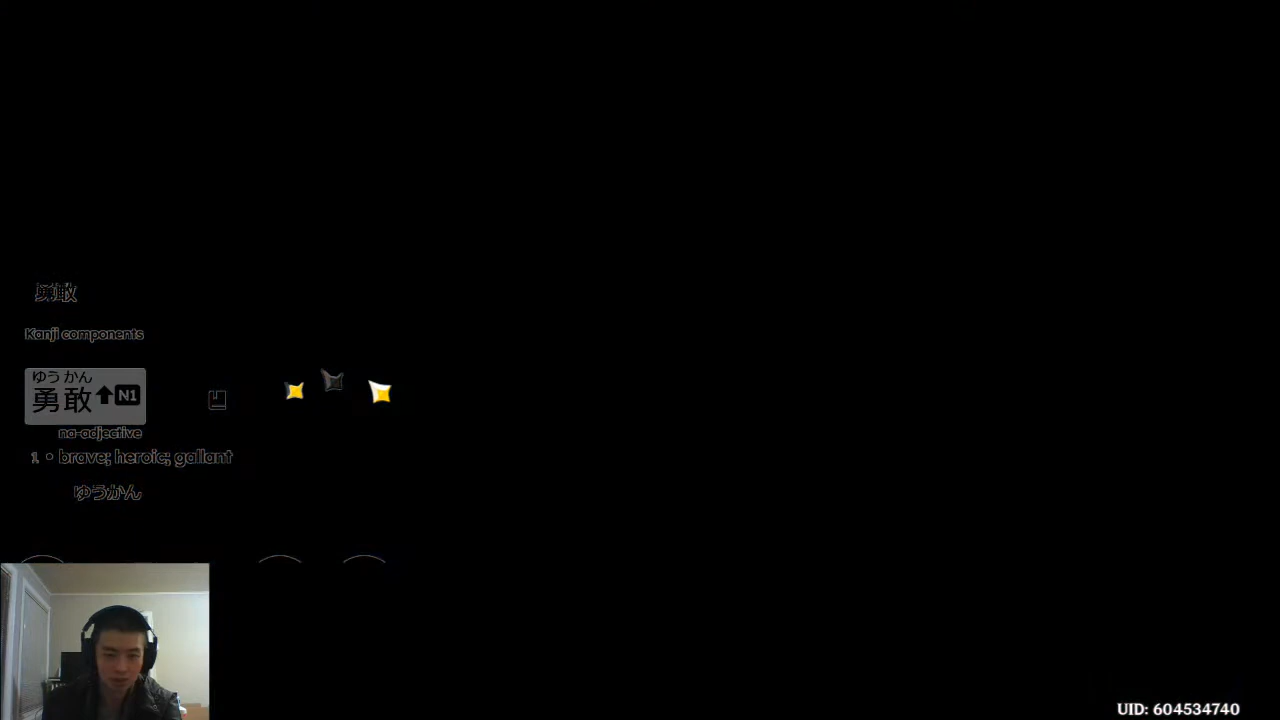 勇敢
Kanji components
ゆう かん
勇敢 N1
na-adjective
1 • brave; heroic; gallant
ゆうかん
UID: 604534740